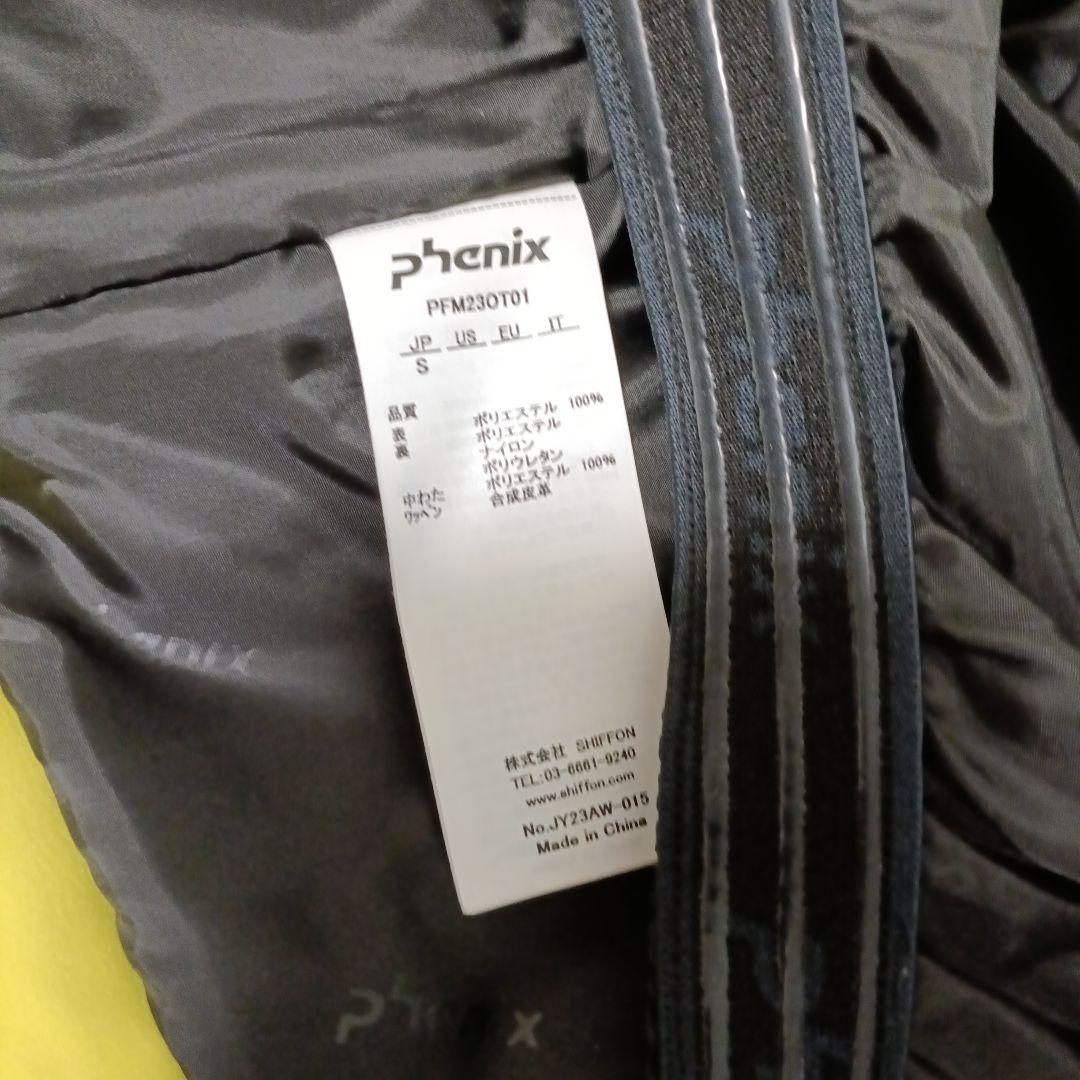 phenix
PFM23OT01
JP US EU IT
S
品質 ポリエステル 100%
表 ポリエステル
裏 ナイロン
ポリウレタン
中わた ポリエステル 100%
ワッペン 合成皮革
株式会社 SHIFFON
TEL:03-6661-9240
www.shiffon.com
No.JY23AW-015
Made in China
phenix